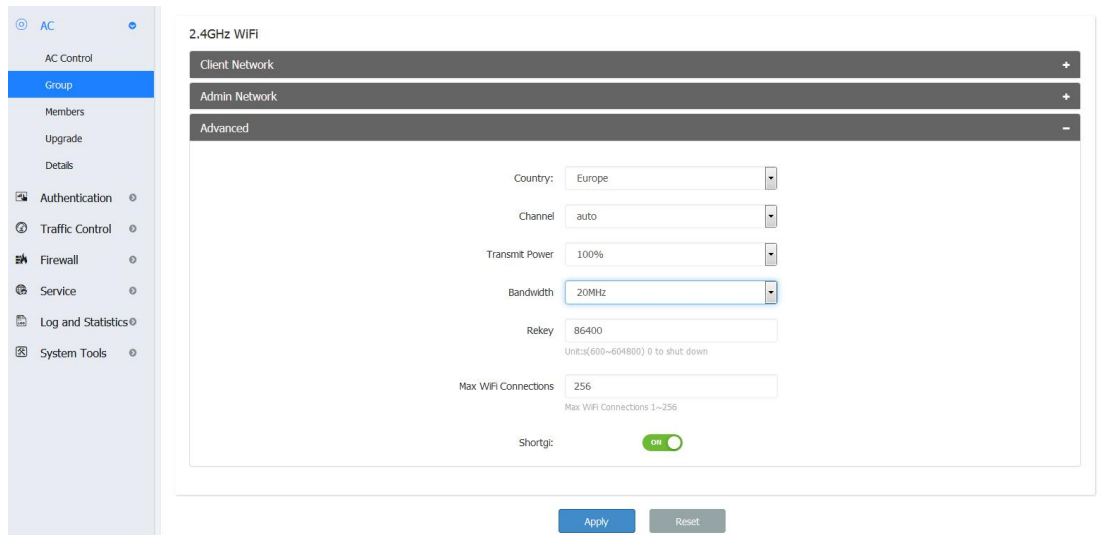 AC
AC Control
Group
Members
Upgrade
Details
Authentication
Traffic Control
Firewall
Service
Log and Statistics
System Tools
2.4GHz WiFi
Client Network +
Admin Network +
Advanced −
Country: Europe
Channel auto
Transmit Power 100%
Bandwidth 20MHz
Rekey 86400
Unit:s(600~604800) 0 to shut down
Max WiFi Connections 256
Max WiFi Connections 1~256
Shortgi: ON
Apply Reset